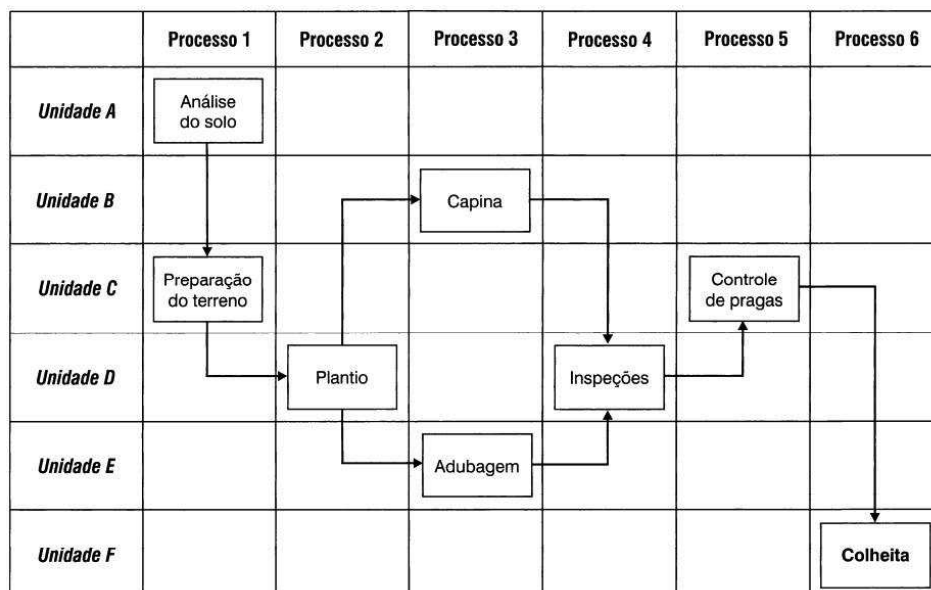 Processo 1 Processo 2 Processo 3 Processo 4 Processo 5 Processo 6
Unidade A
Análise
do solo
Unidade B
Capina
Unidade C
Preparação
do terreno
Controle
de pragas
Unidade D
Plantio
Inspeções
Unidade E
Adubagem
Unidade F
Colheita